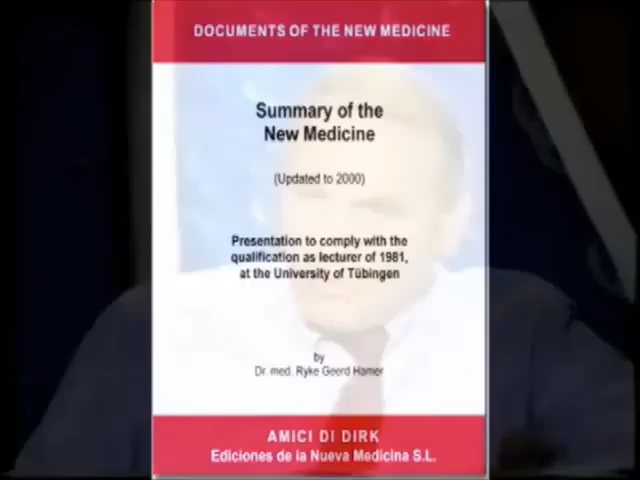 DOCUMENTS OF THE NEW MEDICINE
Summary of the
New Medicine
(Updated to 2000)
Presentation to comply with the
qualification as lecturer of 1981,
at the University of Tübingen
by
Dr. med. Ryke Geerd Hamer
AMICI DI DIRK
Ediciones de la Nueva Medicina S.L.